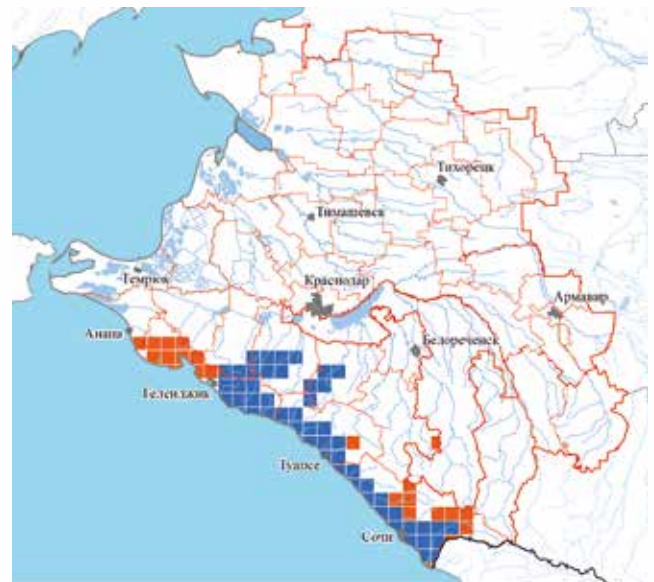 Тихорецк
Тимашевск
Темрюк
Краснодар
Армавир
Анапа
Белореченск
Геленджик
Туапсе
Сочи